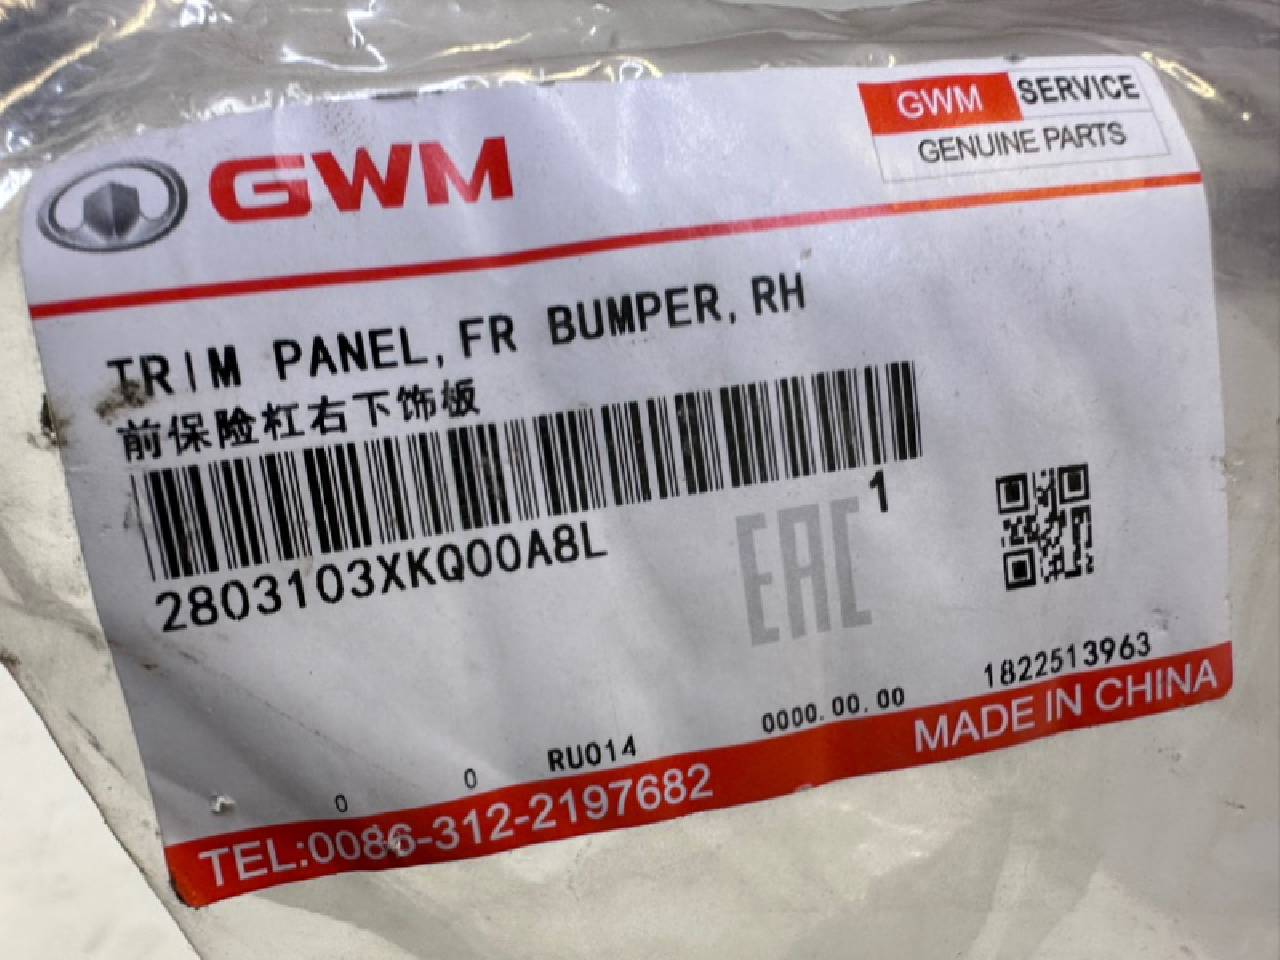 GWM
GWM SERVICE
GENUINE PARTS
TRIM PANEL, FR BUMPER, RH
前保险杠右下饰板
1
2803103XKQ00A8L
EAC
1822513963
0 0 RU014 0000.00.00
TEL:0086-312-2197682 MADE IN CHINA